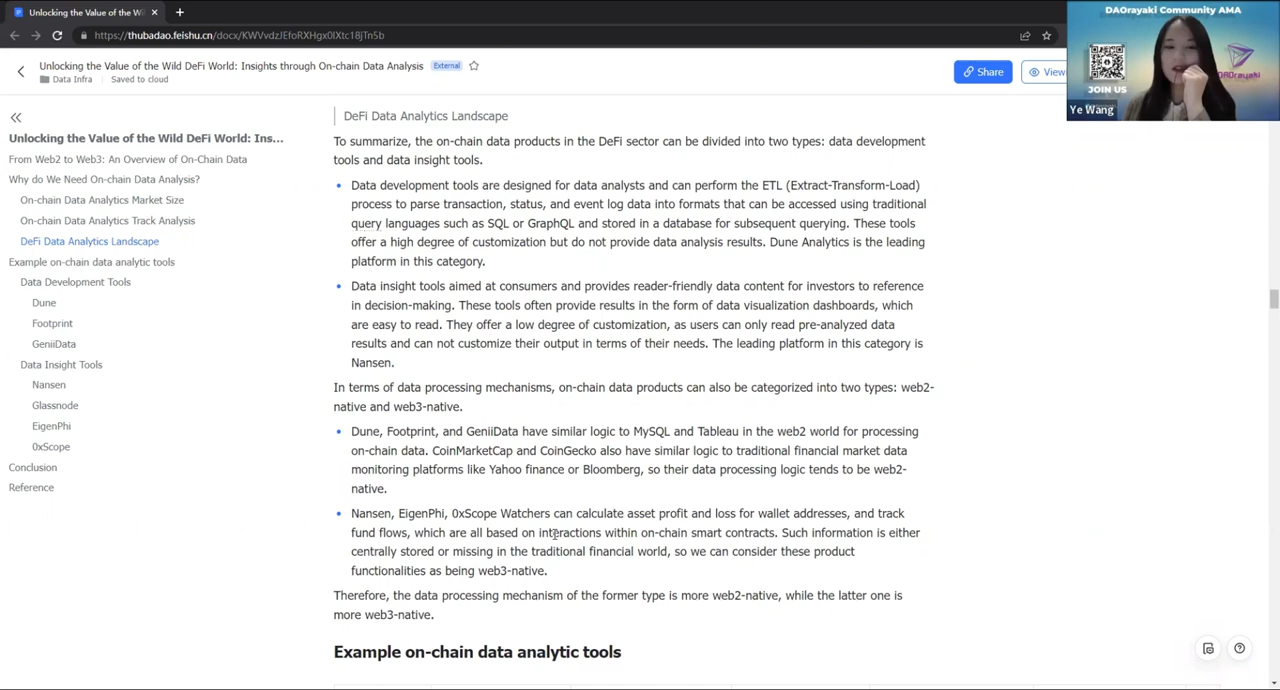 Unlocking the Value of the Wil
https://thubadao.feishu.cn/docx/KWVvdzJEfoRXHgx0IXtc18jTn5b
Unlocking the Value of the Wild DeFi World: Insights through On-chain Data Analysis
External
Data Infra
Saved to cloud
Share
View
DAOrayaki Community AMA
JOIN US
DAOrayaki
Ye Wang
Unlocking the Value of the Wild DeFi World: Ins...
From Web2 to Web3: An Overview of On-Chain Data
Why do We Need On-chain Data Analysis?
On-chain Data Analytics Market Size
On-chain Data Analytics Track Analysis
DeFi Data Analytics Landscape
Example on-chain data analytic tools
Data Development Tools
Dune
Footprint
GeniiData
Data Insight Tools
Nansen
Glassnode
EigenPhi
0xScope
Conclusion
Reference
DeFi Data Analytics Landscape
To summarize, the on-chain data products in the DeFi sector can be divided into two types: data development
tools and data insight tools.
• Data development tools are designed for data analysts and can perform the ETL (Extract-Transform-Load)
process to parse transaction, status, and event log data into formats that can be accessed using traditional
query languages such as SQL or GraphQL and stored in a database for subsequent querying. These tools
offer a high degree of customization but do not provide data analysis results. Dune Analytics is the leading
platform in this category.
• Data insight tools aimed at consumers and provides reader-friendly data content for investors to reference
in decision-making. These tools often provide results in the form of data visualization dashboards, which
are easy to read. They offer a low degree of customization, as users can only read pre-analyzed data
results and can not customize their output in terms of their needs. The leading platform in this category is
Nansen.
In terms of data processing mechanisms, on-chain data products can also be categorized into two types: web2-
native and web3-native.
• Dune, Footprint, and GeniiData have similar logic to MySQL and Tableau in the web2 world for processing
on-chain data. CoinMarketCap and CoinGecko also have similar logic to traditional financial market data
monitoring platforms like Yahoo finance or Bloomberg, so their data processing logic tends to be web2-
native.
• Nansen, EigenPhi, 0xScope Watchers can calculate asset profit and loss for wallet addresses, and track
fund flows, which are all based on interactions within on-chain smart contracts. Such information is either
centrally stored or missing in the traditional financial world, so we can consider these product
functionalities as being web3-native.
Therefore, the data processing mechanism of the former type is more web2-native, while the latter one is
more web3-native.
Example on-chain data analytic tools